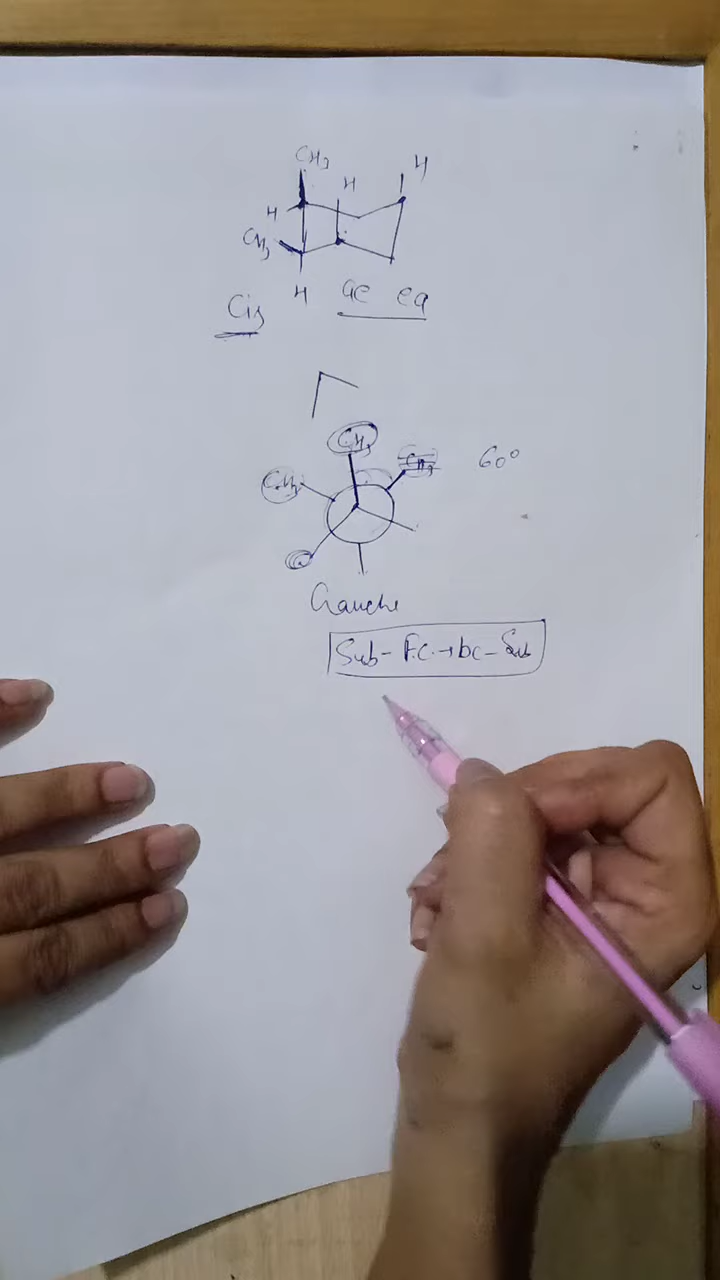 CH3
H
H
H
CH3
H
Cis
ae ea
CH3
CH3
CH3
60°
Gauche
Sub- F.C. → bc - Sub